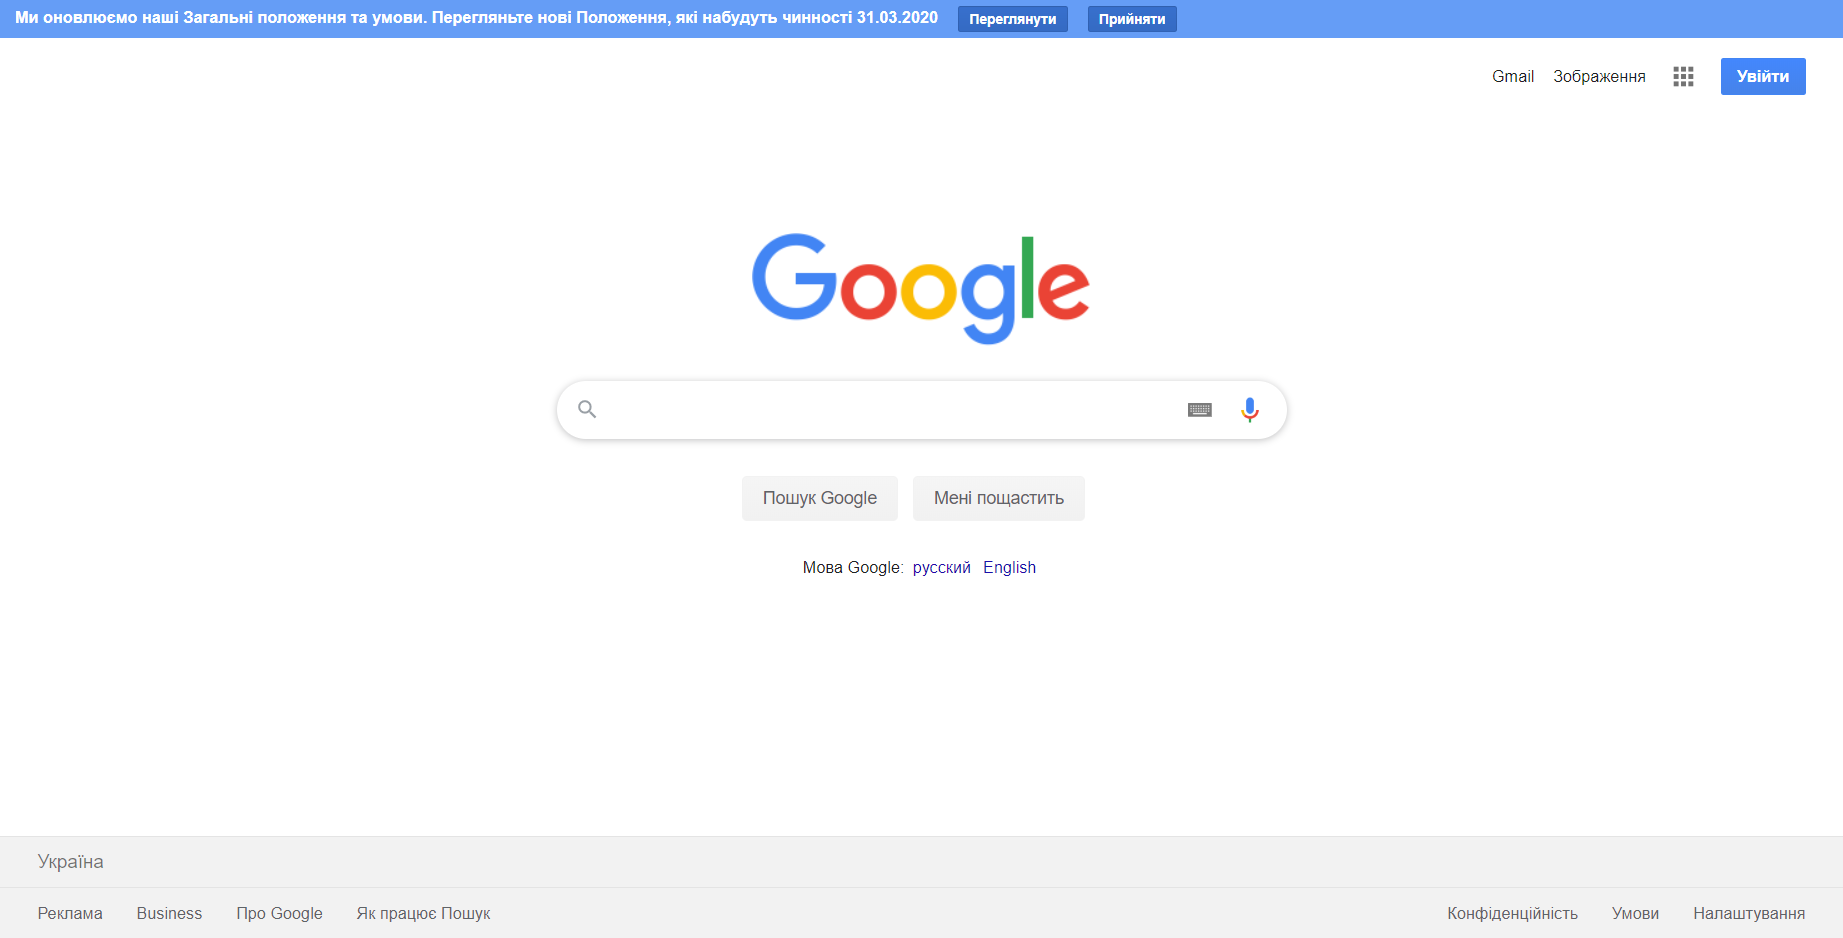 Ми оновлюємо наші Загальні положення та умови. Перегляньте нові Положення, які набудуть чинності 31.03.2020 Переглянути Прийняти
Gmail Зображення Увійти
Google
Пошук Google Мені пощастить
Мова Google: русский English
Україна
Реклама Business Про Google Як працює Пошук Конфіденційність Умови Налаштування